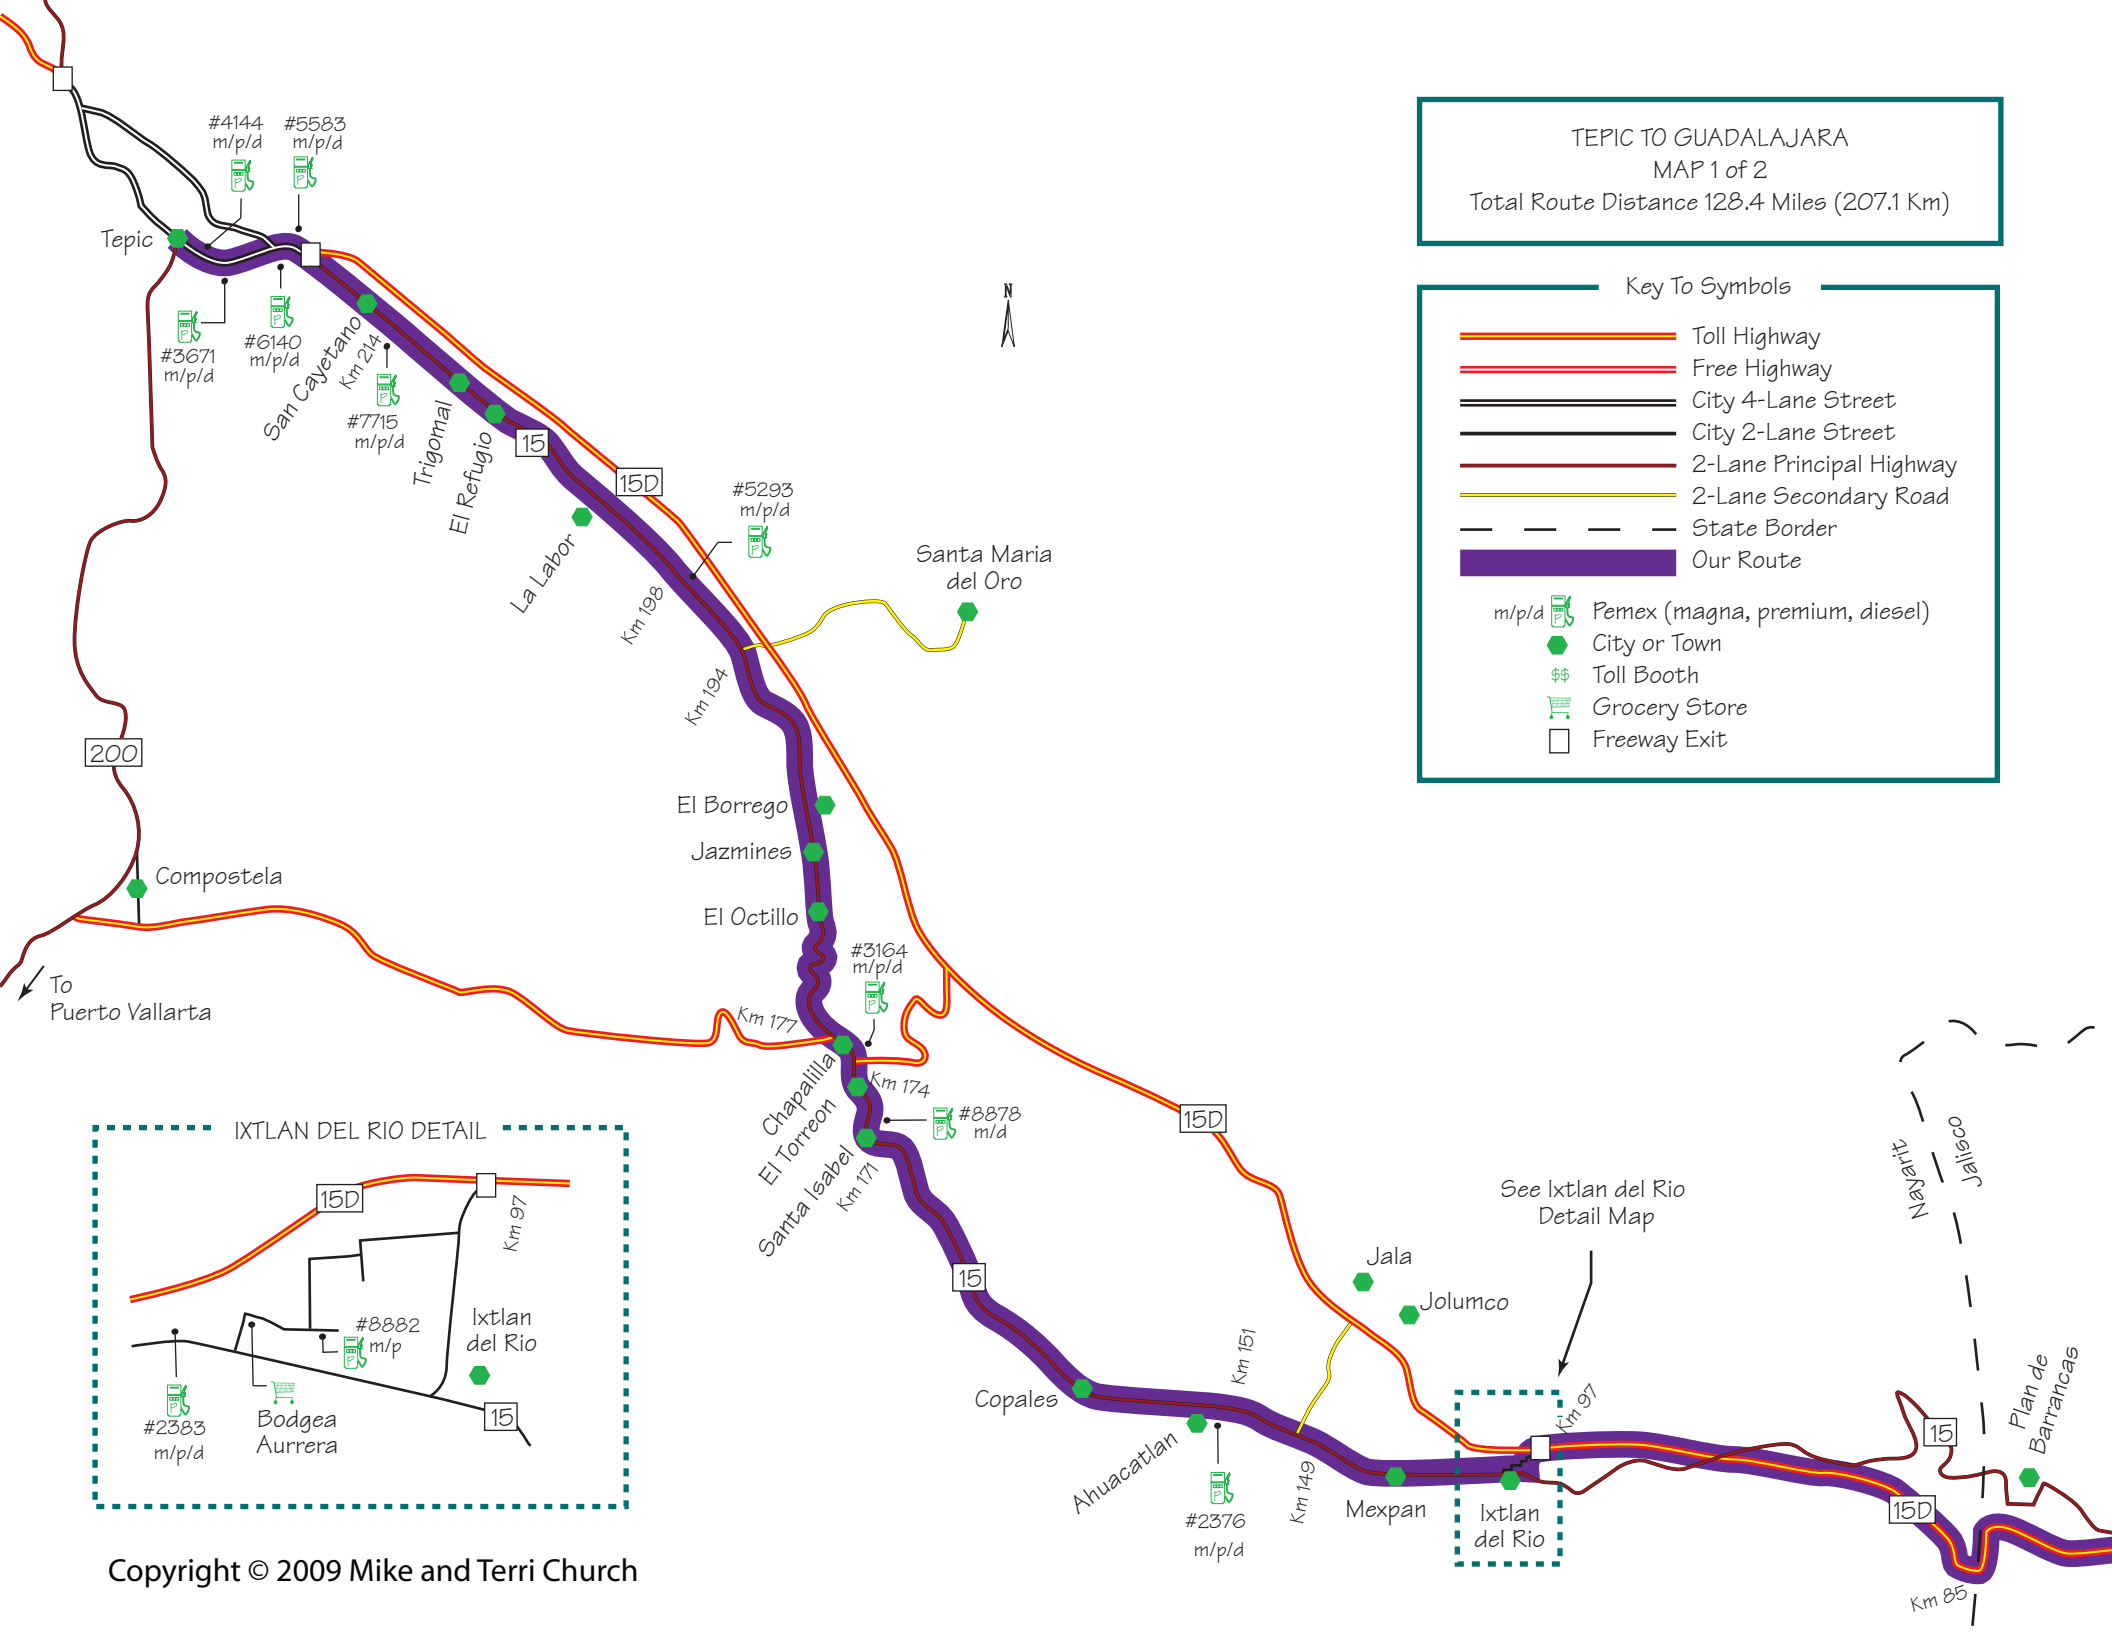 TEPIC TO GUADALAJARA
MAP 1 of 2
Total Route Distance 128.4 Miles (207.1 Km)
Key To Symbols
Toll Highway
Free Highway
City 4-Lane Street
City 2-Lane Street
2-Lane Principal Highway
2-Lane Secondary Road
State Border
Our Route
m/p/d
P
Pemex (magna, premium, diesel)
City or Town
$$
Toll Booth
Grocery Store
Freeway Exit
N
#4144
m/p/d
P
#5583
m/p/d
P
Tepic
P
#3671
m/p/d
P
#6140
m/p/d
San Cayetano
Km 214
P
#7715
m/p/d
Trigomal
El Refugio
15
15D
La Labor
#5293
m/p/d
P
Km 198
Santa Maria
del Oro
Km 194
200
El Borrego
Jazmines
El Octillo
Compostela
To
Puerto Vallarta
#3164
m/p/d
P
Km 177
Chapalilla
Km 174
El Torreon
P
#8878
m/d
Santa Isabel
Km 171
15D
15
Copales
Ahuacatlan
P
#2376
m/p/d
Km 151
Km 149
Jala
Jolumco
Mexpan
See Ixtlan del Rio
Detail Map
Km 97
Ixtlan
del Rio
Nayarit
Jalisco
15
Plan de
Barrancas
15D
Km 85
IXTLAN DEL RIO DETAIL
15D
Km 97
Ixtlan
del Rio
#8882
m/p
P
P
#2383
m/p/d
Bodgea
Aurrera
15
Copyright © 2009 Mike and Terri Church